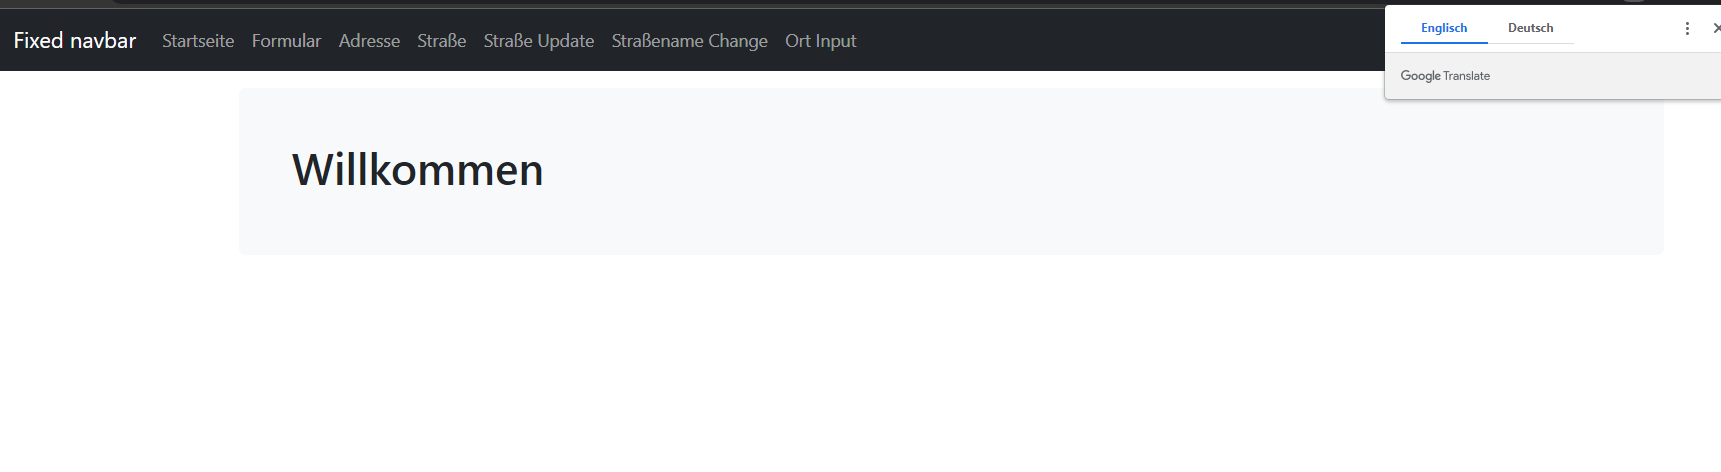 Fixed navbar Startseite Formular Adresse Straße Straße Update Straßename Change Ort Input
Englisch Deutsch
Google Translate
Willkommen